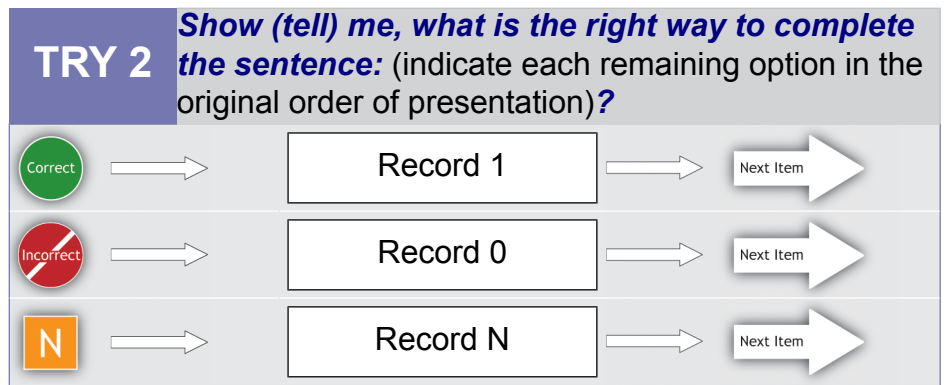 TRY 2
Show (tell) me, what is the right way to complete
the sentence: (indicate each remaining option in the
original order of presentation)?
Correct Record 1 Next Item
Incorrect Record 0 Next Item
N Record N Next Item